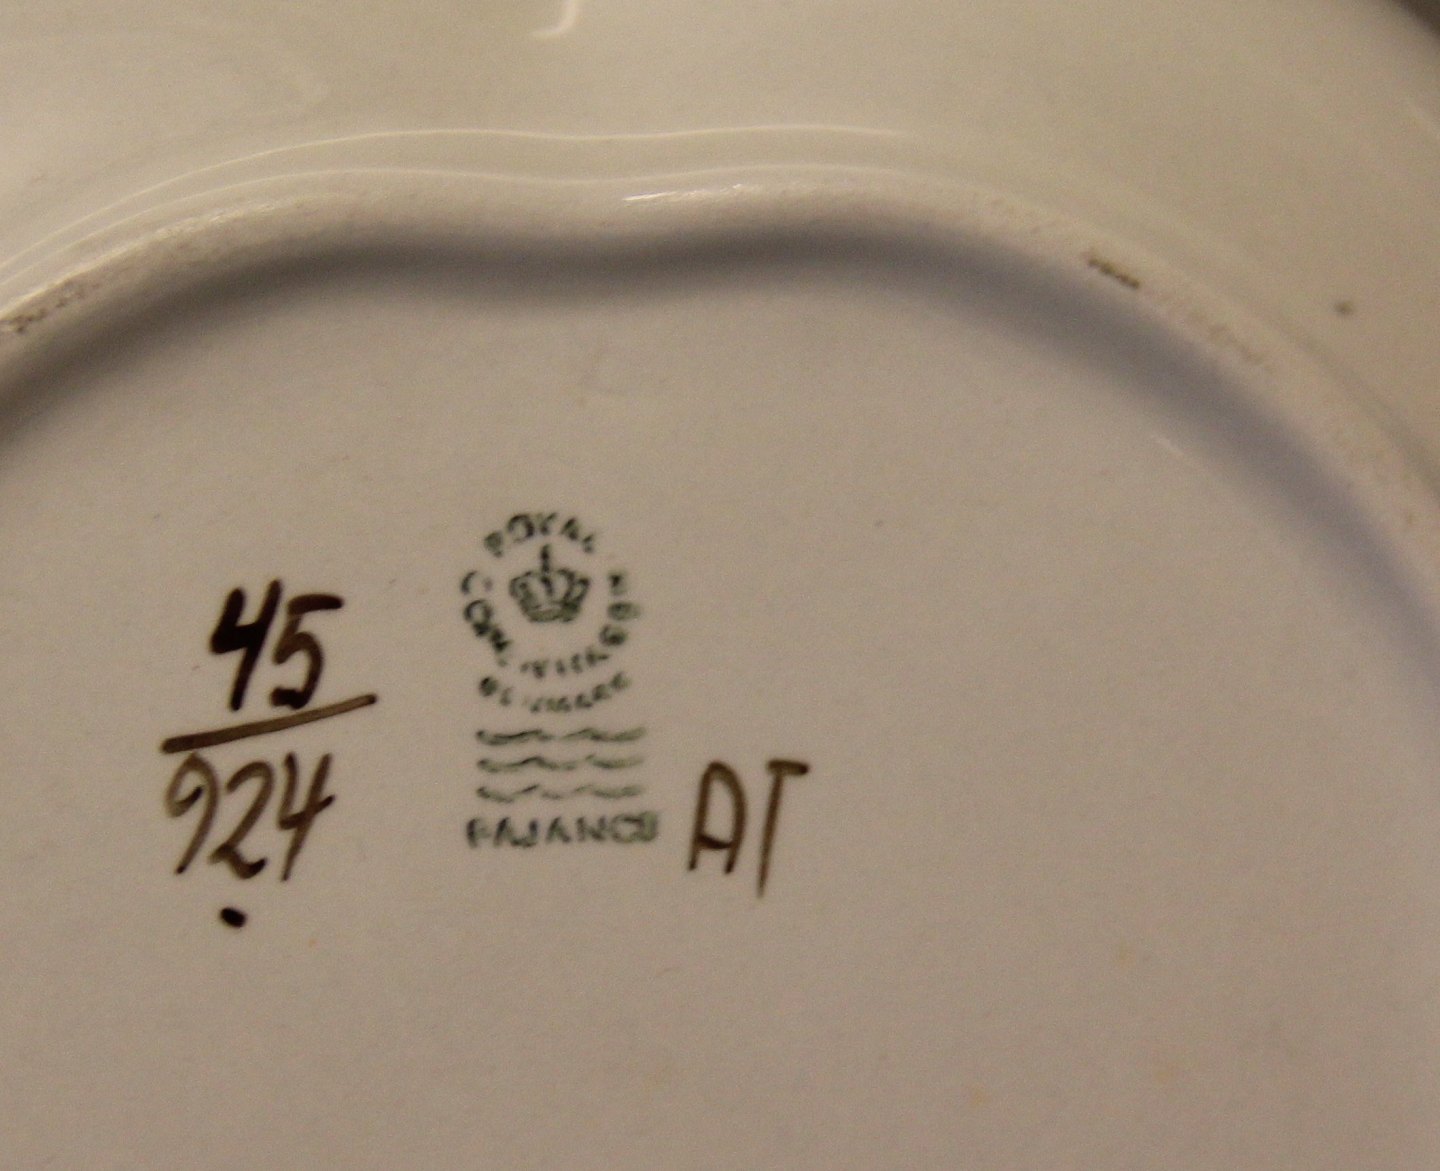 45
924
ROYAL
COPENHAGEN
DENMARK
FAJANCE
AT